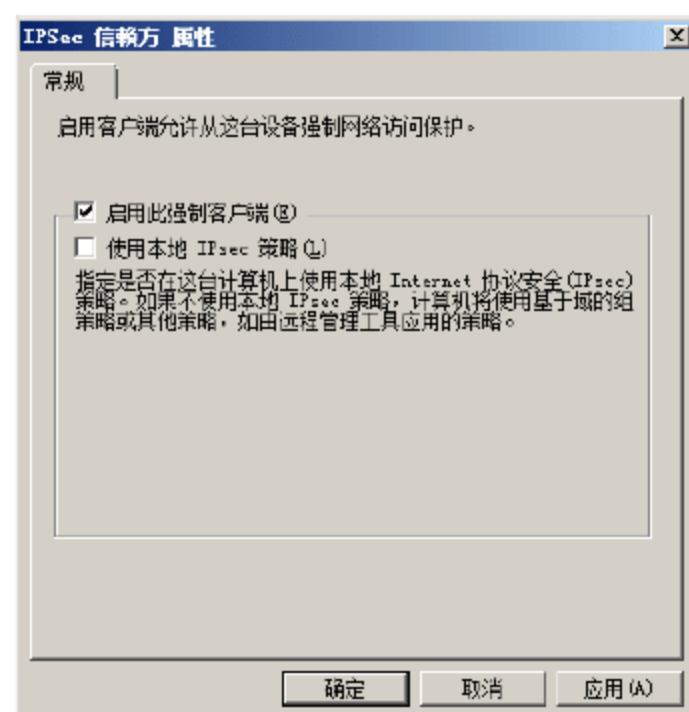 IPSec 信赖方 属性
常规
启用客户端允许从这台设备强制网络访问保护。
启用此强制客户端(E)
使用本地 IPsec 策略(L)
指定是否在这台计算机上使用本地 Internet 协议安全(IPsec)
策略。如果不使用本地 IPsec 策略，计算机将使用基于域的组
策略或其他策略，如由远程管理工具应用的策略。
确定 取消 应用(A)